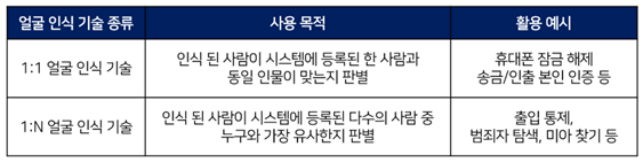 얼굴 인식 기술 종류
사용 목적
활용 예시
1:1 얼굴 인식 기술
인식 된 사람이 시스템에 등록된 한 사람과
동일 인물이 맞는지 판별
휴대폰 잠금 해제
송금/인출 본인 인증 등
1:N 얼굴 인식 기술
인식 된 사람이 시스템에 등록된 다수의 사람 중
누구와 가장 유사한지 판별
출입 통제,
범죄자 탐색, 미아 찾기 등